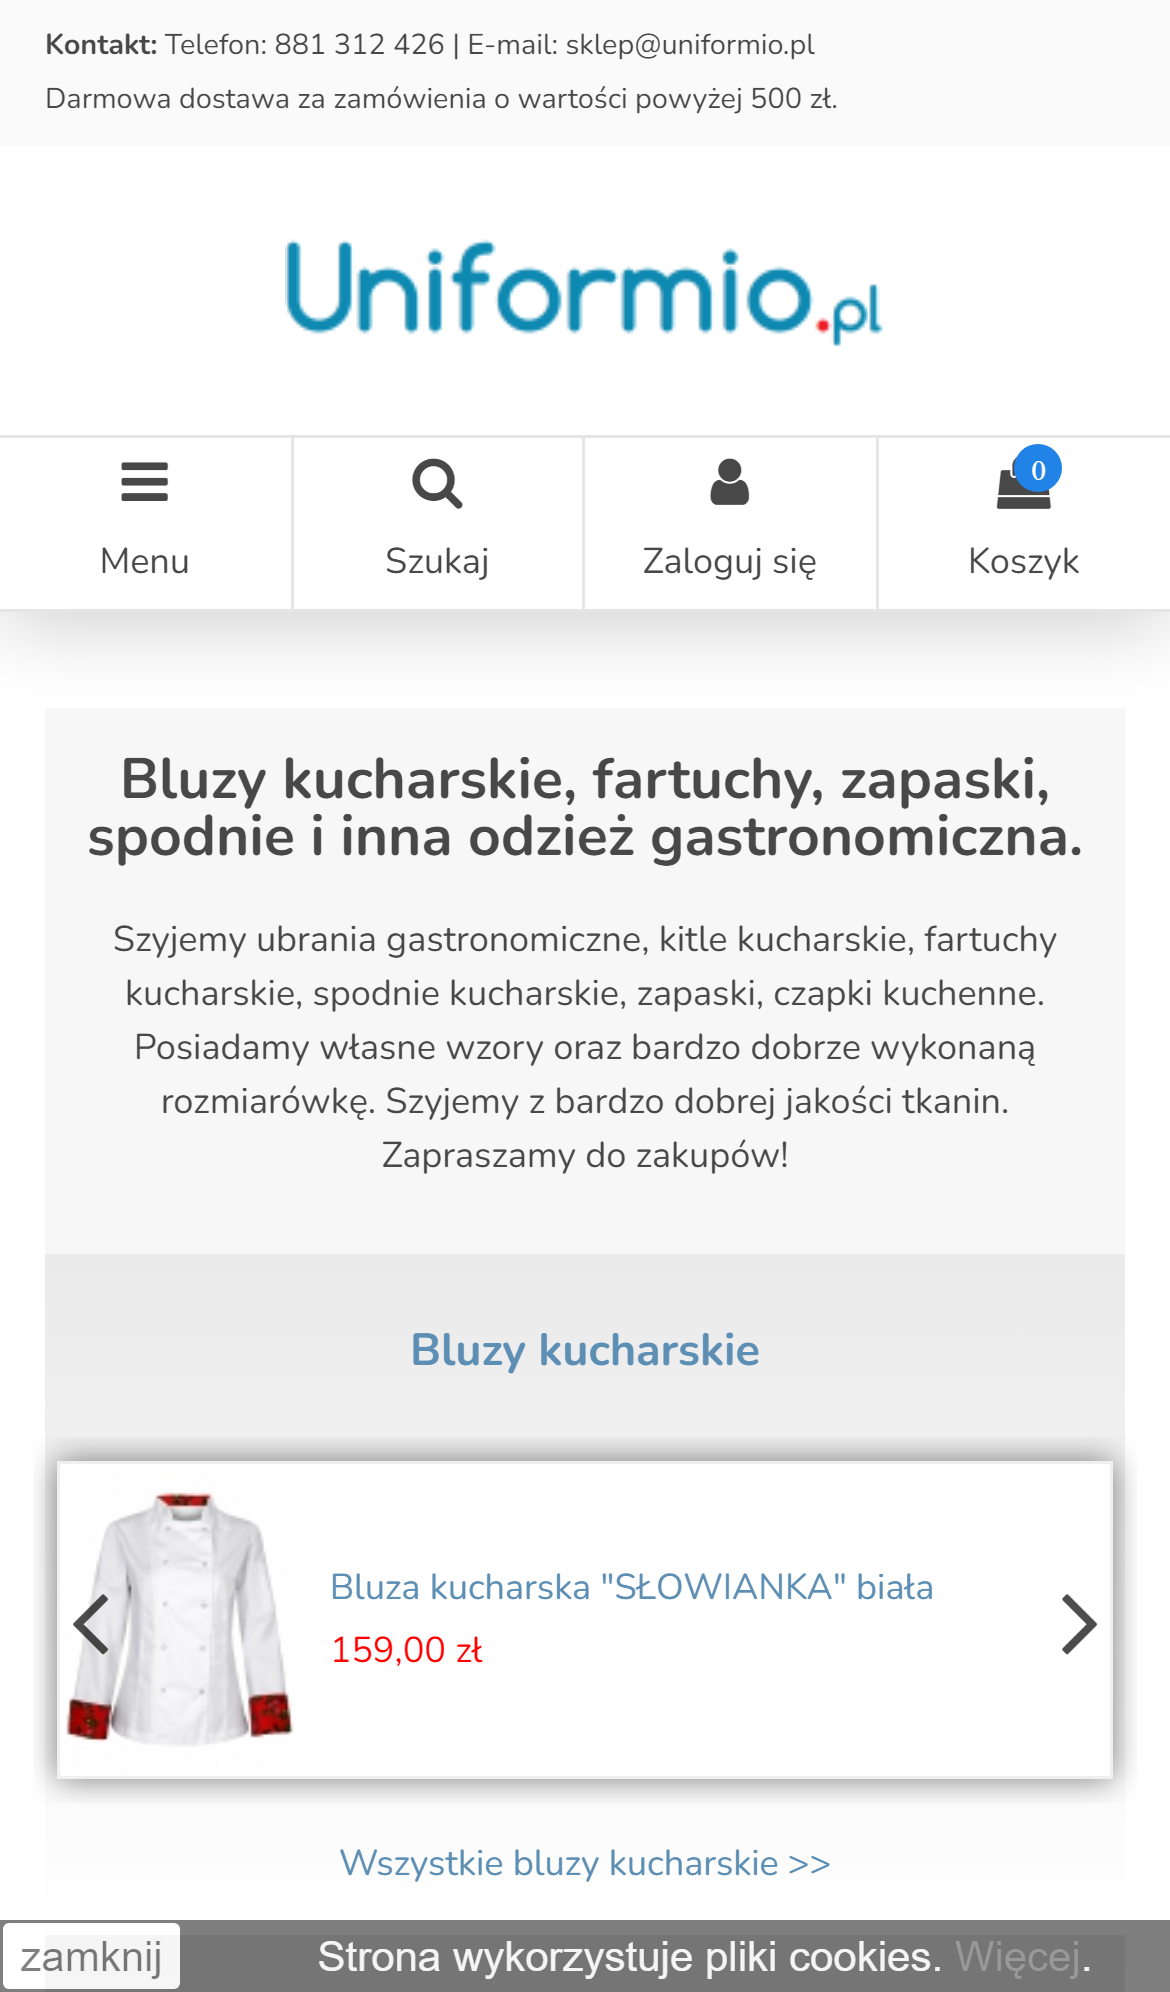 Kontakt: Telefon: 881 312 426 | E-mail: sklep@uniformio.pl
Darmowa dostawa za zamówienia o wartości powyżej 500 zł.
Uniformio.pl
Menu
Szukaj
Zaloguj się
0
Koszyk
Bluzy kucharskie, fartuchy, zapaski,
spodnie i inna odzież gastronomiczna.
Szyjemy ubrania gastronomiczne, kitle kucharskie, fartuchy
kucharskie, spodnie kucharskie, zapaski, czapki kuchenne.
Posiadamy własne wzory oraz bardzo dobrze wykonaną
rozmiarówkę. Szyjemy z bardzo dobrej jakości tkanin.
Zapraszamy do zakupów!
Bluzy kucharskie
Bluza kucharska "SŁOWIANKA" biała
159,00 zł
Wszystkie bluzy kucharskie >>
zamknij
Strona wykorzystuje pliki cookies. Więcej.